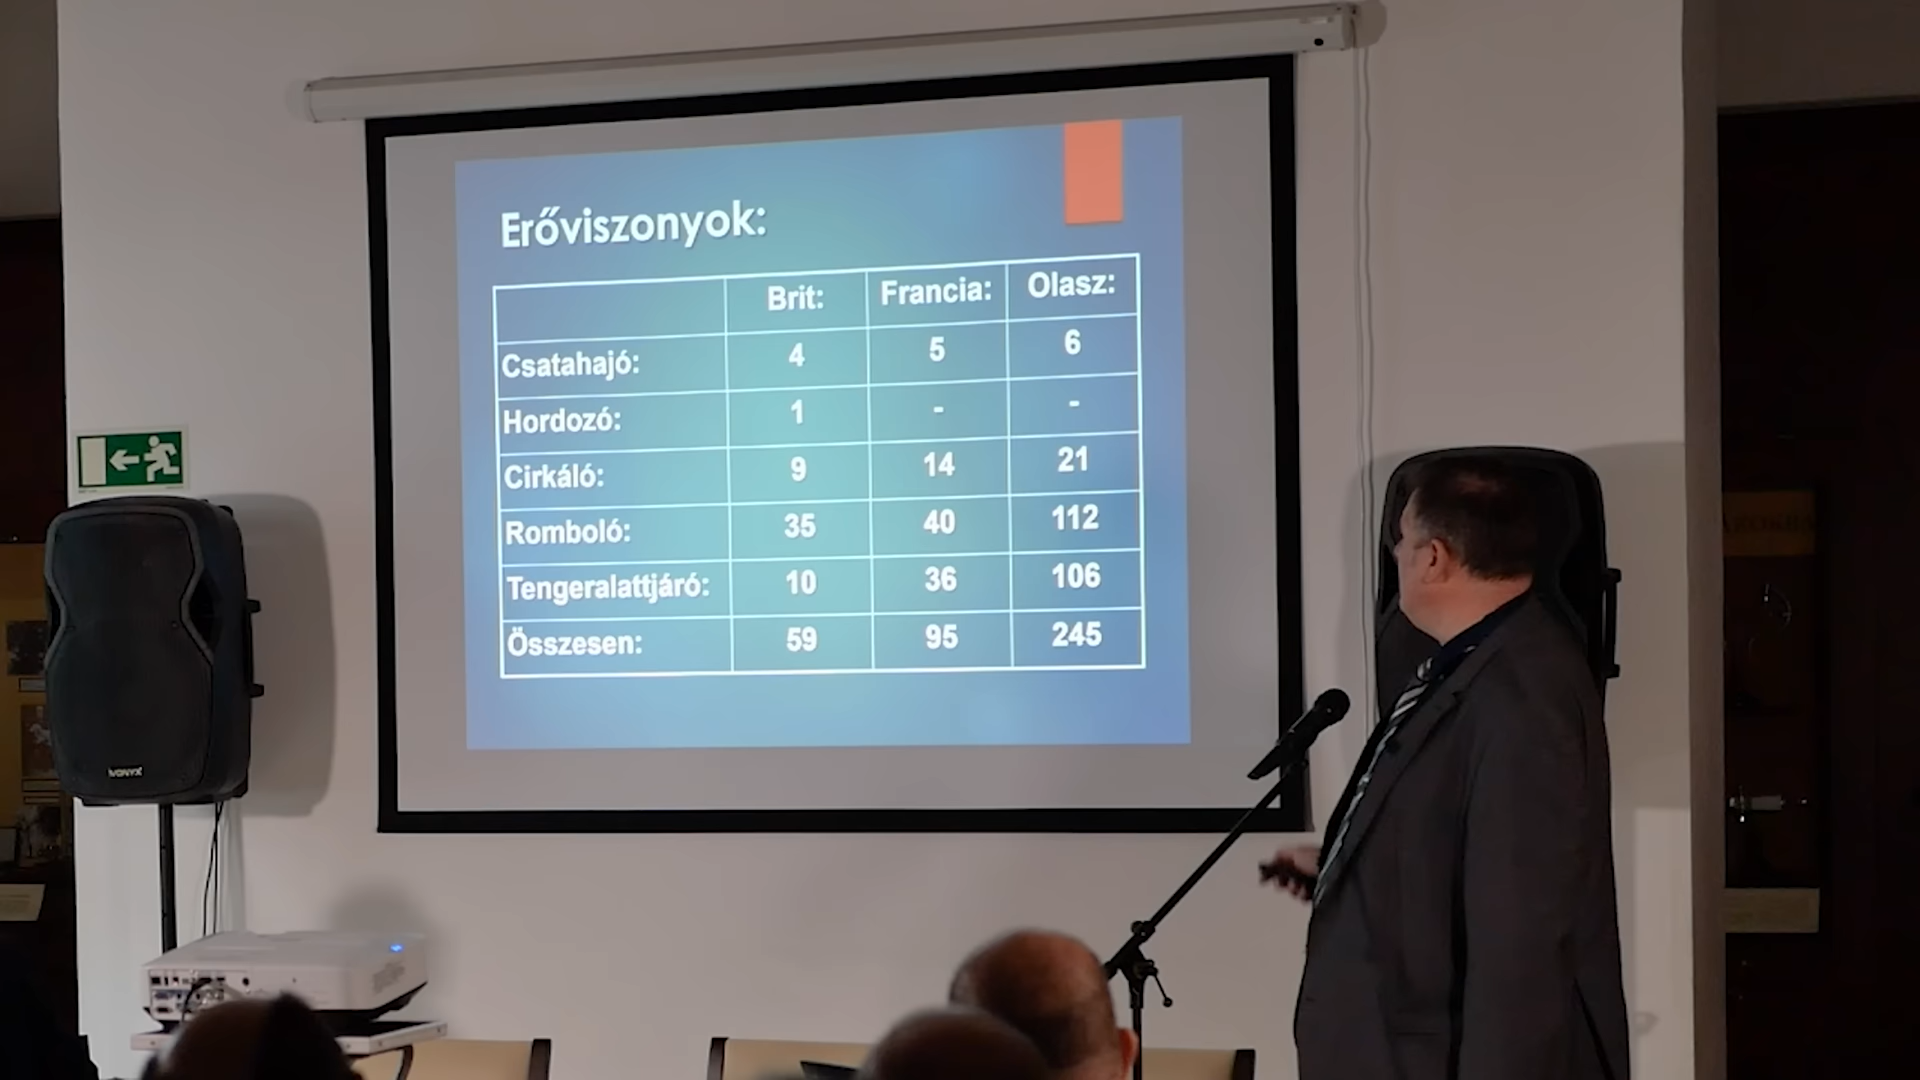 Erőviszonyok:
Brit: Francia: Olasz:
Csatahajó: 4 5 6
Hordozó: 1 - -
Cirkáló: 9 14 21
Romboló: 35 40 112
Tengeralattjáró: 10 36 106
Összesen: 59 95 245
VONYX